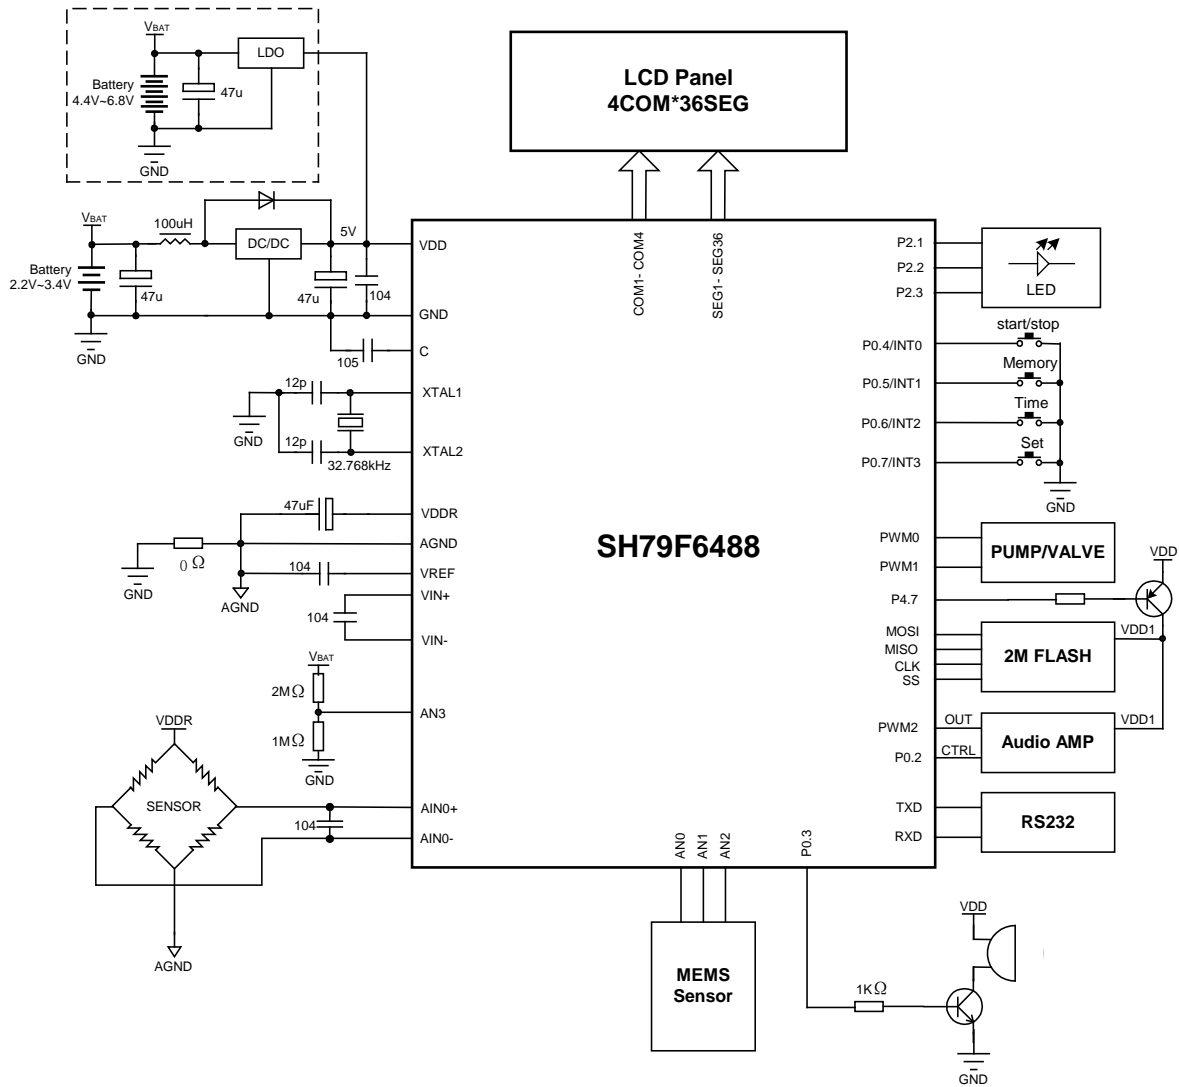 VBAT
LDO
Battery
4.4V~6.8V
47u
GND
LCD Panel
4COM*36SEG
VBAT
100uH
DC/DC
5V
Battery
2.2V~3.4V
47u
47u
104
GND
105
VDD
GND
C
COM1- COM4
SEG1- SEG36
P2.1
P2.2
P2.3
LED
start/stop
P0.4/INT0
Memory
P0.5/INT1
Time
P0.6/INT2
Set
P0.7/INT3
GND
12p
XTAL1
GND
12p
XTAL2
32.768kHz
47uF
VDDR
AGND
0 Ω
GND
104
VREF
AGND
VIN+
104
VIN-
SH79F6488
PWM0
PWM1
PUMP/VALVE
VDD
P4.7
MOSI
MISO
CLK
SS
2M FLASH
VDD1
VBAT
2MΩ
AN3
1MΩ
GND
PWM2
OUT
P0.2
CTRL
Audio AMP
VDD1
VDDR
SENSOR
AIN0+
104
AIN0-
AGND
TXD
RXD
RS232
AN0
AN1
AN2
P0.3
MEMS
Sensor
VDD
1KΩ
GND